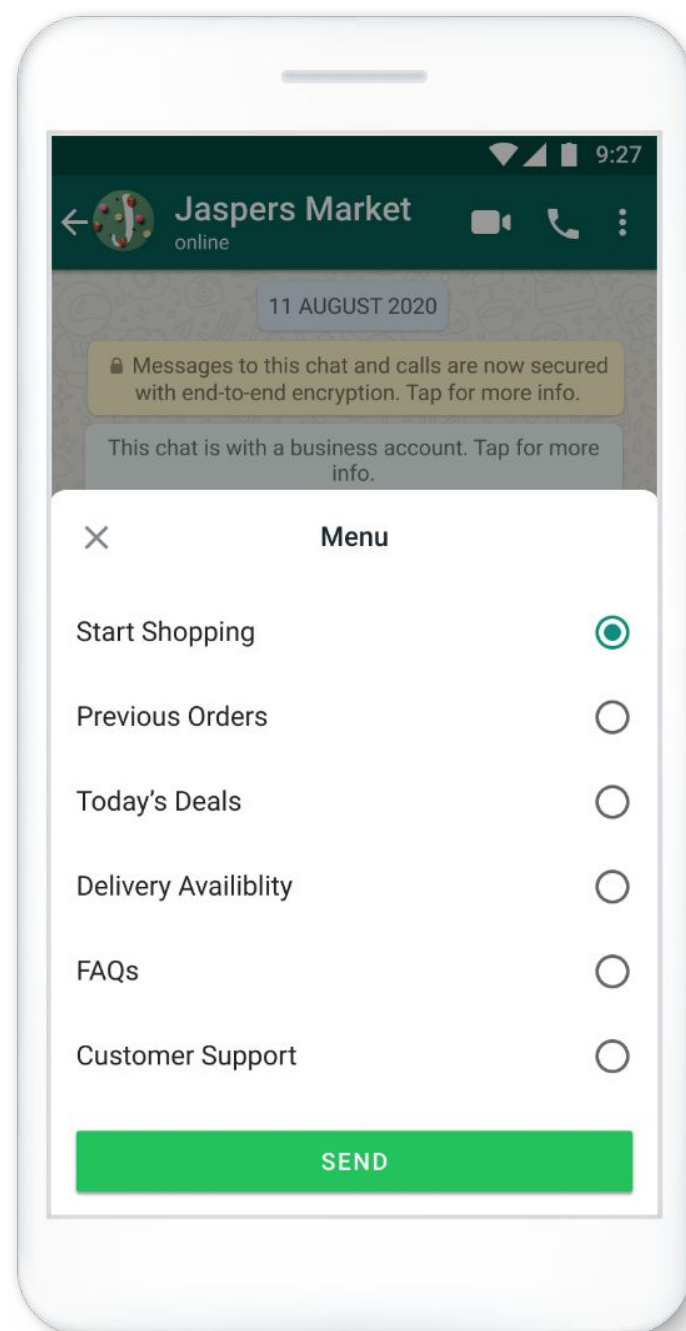 9:27
Jaspers Market
online
11 AUGUST 2020
Messages to this chat and calls are now secured
with end-to-end encryption. Tap for more info.
This chat is with a business account. Tap for more
info.
Menu
Start Shopping
Previous Orders
Today’s Deals
Delivery Availiblity
FAQs
Customer Support
SEND